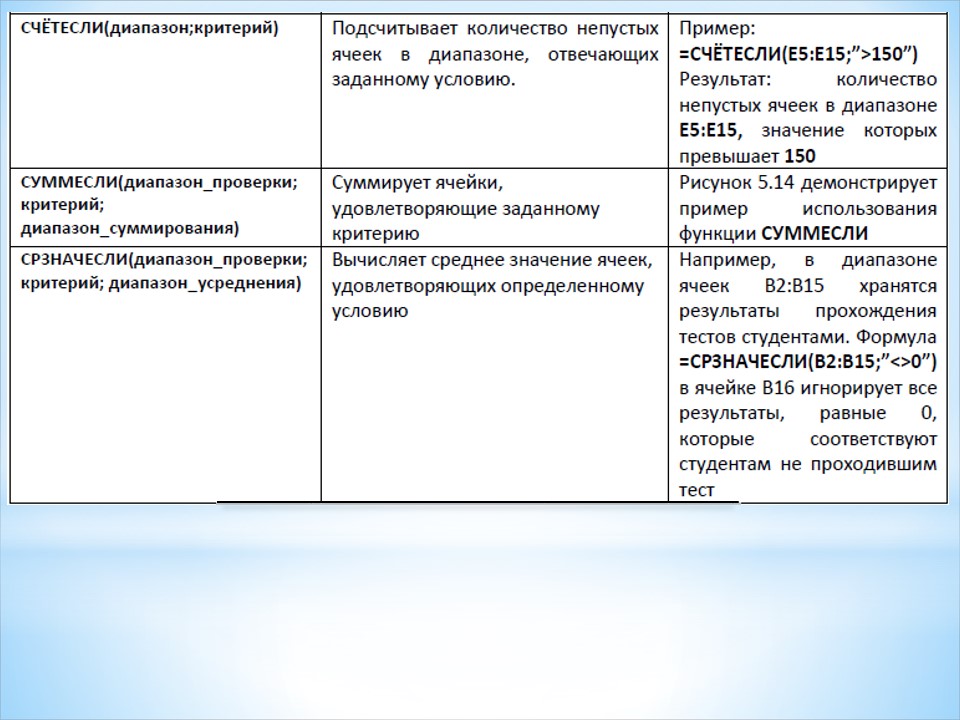 СЧЁТЕСЛИ(диапазон;критерий)
Подсчитывает количество непустых
ячеек в диапазоне, отвечающих
заданному условию.
Пример:
=СЧЁТЕСЛИ(E5:E15;”>150”)
Результат: количество
непустых ячеек в диапазоне
E5:E15, значение которых
превышает 150
СУММЕСЛИ(диапазон_проверки;
критерий;
диапазон_суммирования)
Суммирует ячейки,
удовлетворяющие заданному
критерию
Рисунок 5.14 демонстрирует
пример использования
функции СУММЕСЛИ
СРЗНАЧЕСЛИ(диапазон_проверки;
критерий; диапазон_усреднения)
Вычисляет среднее значение ячеек,
удовлетворяющих определенному
условию
Например, в диапазоне
ячеек B2:B15 хранятся
результаты прохождения
тестов студентами. Формула
=СРЗНАЧЕСЛИ(B2:B15;”<>0”)
в ячейке B16 игнорирует все
результаты, равные 0,
которые соответствуют
студентам не проходившим
тест